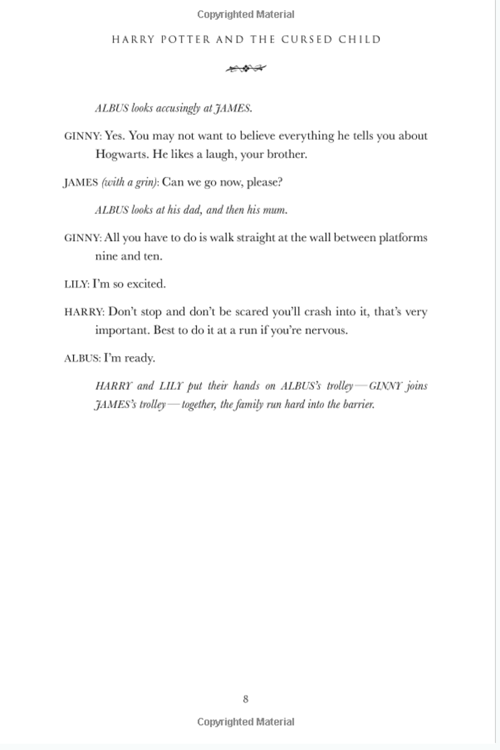 Copyrighted Material
HARRY POTTER AND THE CURSED CHILD
ALBUS looks accusingly at JAMES.
GINNY: Yes. You may not want to believe everything he tells you about
Hogwarts. He likes a laugh, your brother.
JAMES (with a grin): Can we go now, please?
ALBUS looks at his dad, and then his mum.
GINNY: All you have to do is walk straight at the wall between platforms
nine and ten.
LILY: I'm so excited.
HARRY: Don't stop and don't be scared you'll crash into it, that's very
important. Best to do it at a run if you're nervous.
ALBUS: I'm ready.
HARRY and LILY put their hands on ALBUS's trolley—GINNY joins
JAMES's trolley—together, the family run hard into the barrier.
8
Copyrighted Material